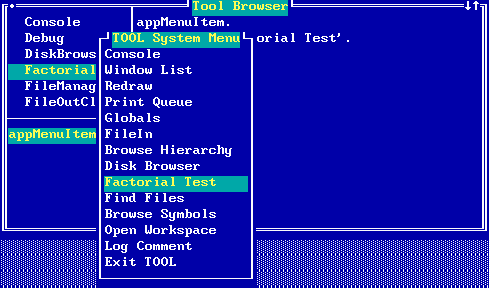 Tool Browser
Console
appMenuItem.
Debug
orial Test'.
DiskBrows
Factorial
FileManag
FileOutCl
appMenuItem
TOOL System Menu
Console
Window List
Redraw
Print Queue
Globals
FileIn
Browse Hierarchy
Disk Browser
Factorial Test
Find Files
Browse Symbols
Open Workspace
Log Comment
Exit TOOL